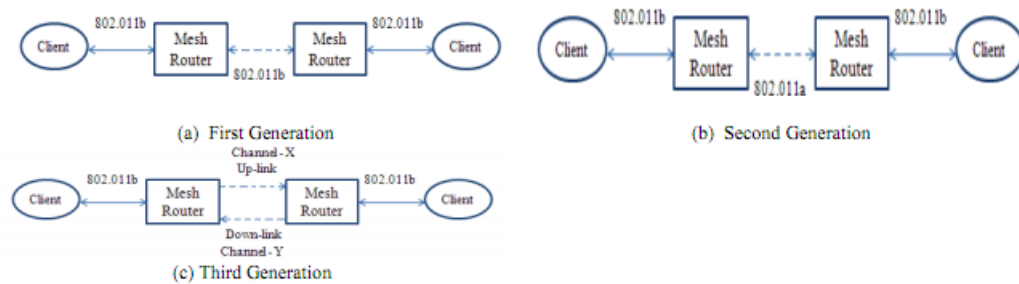 802.011b
802.011b
Client
Mesh
Router
Mesh
Router
Client
802.011b
(a) First Generation
802.011b
802.011b
Client
Mesh
Router
Mesh
Router
Client
802.011a
(b) Second Generation
Channel-X
Up-link
802.011b
802.011b
Client
Mesh
Router
Mesh
Router
Client
Down-link
Channel-Y
(c) Third Generation